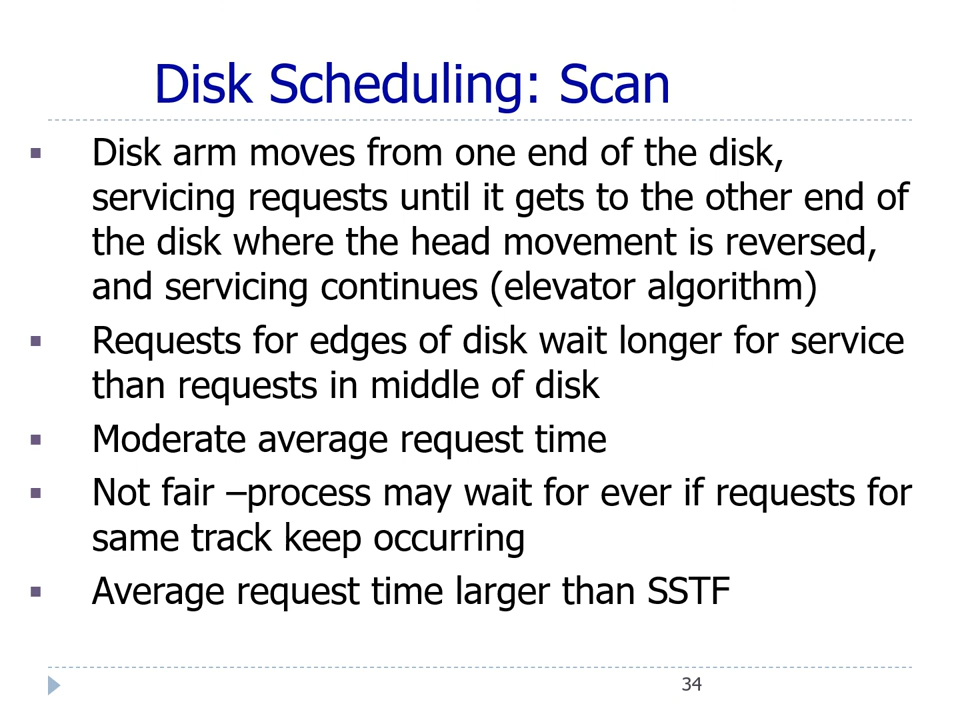 Disk Scheduling: Scan
▪ Disk arm moves from one end of the disk,
servicing requests until it gets to the other end of
the disk where the head movement is reversed,
and servicing continues (elevator algorithm)
▪ Requests for edges of disk wait longer for service
than requests in middle of disk
▪ Moderate average request time
▪ Not fair –process may wait for ever if requests for
same track keep occurring
▪ Average request time larger than SSTF
34